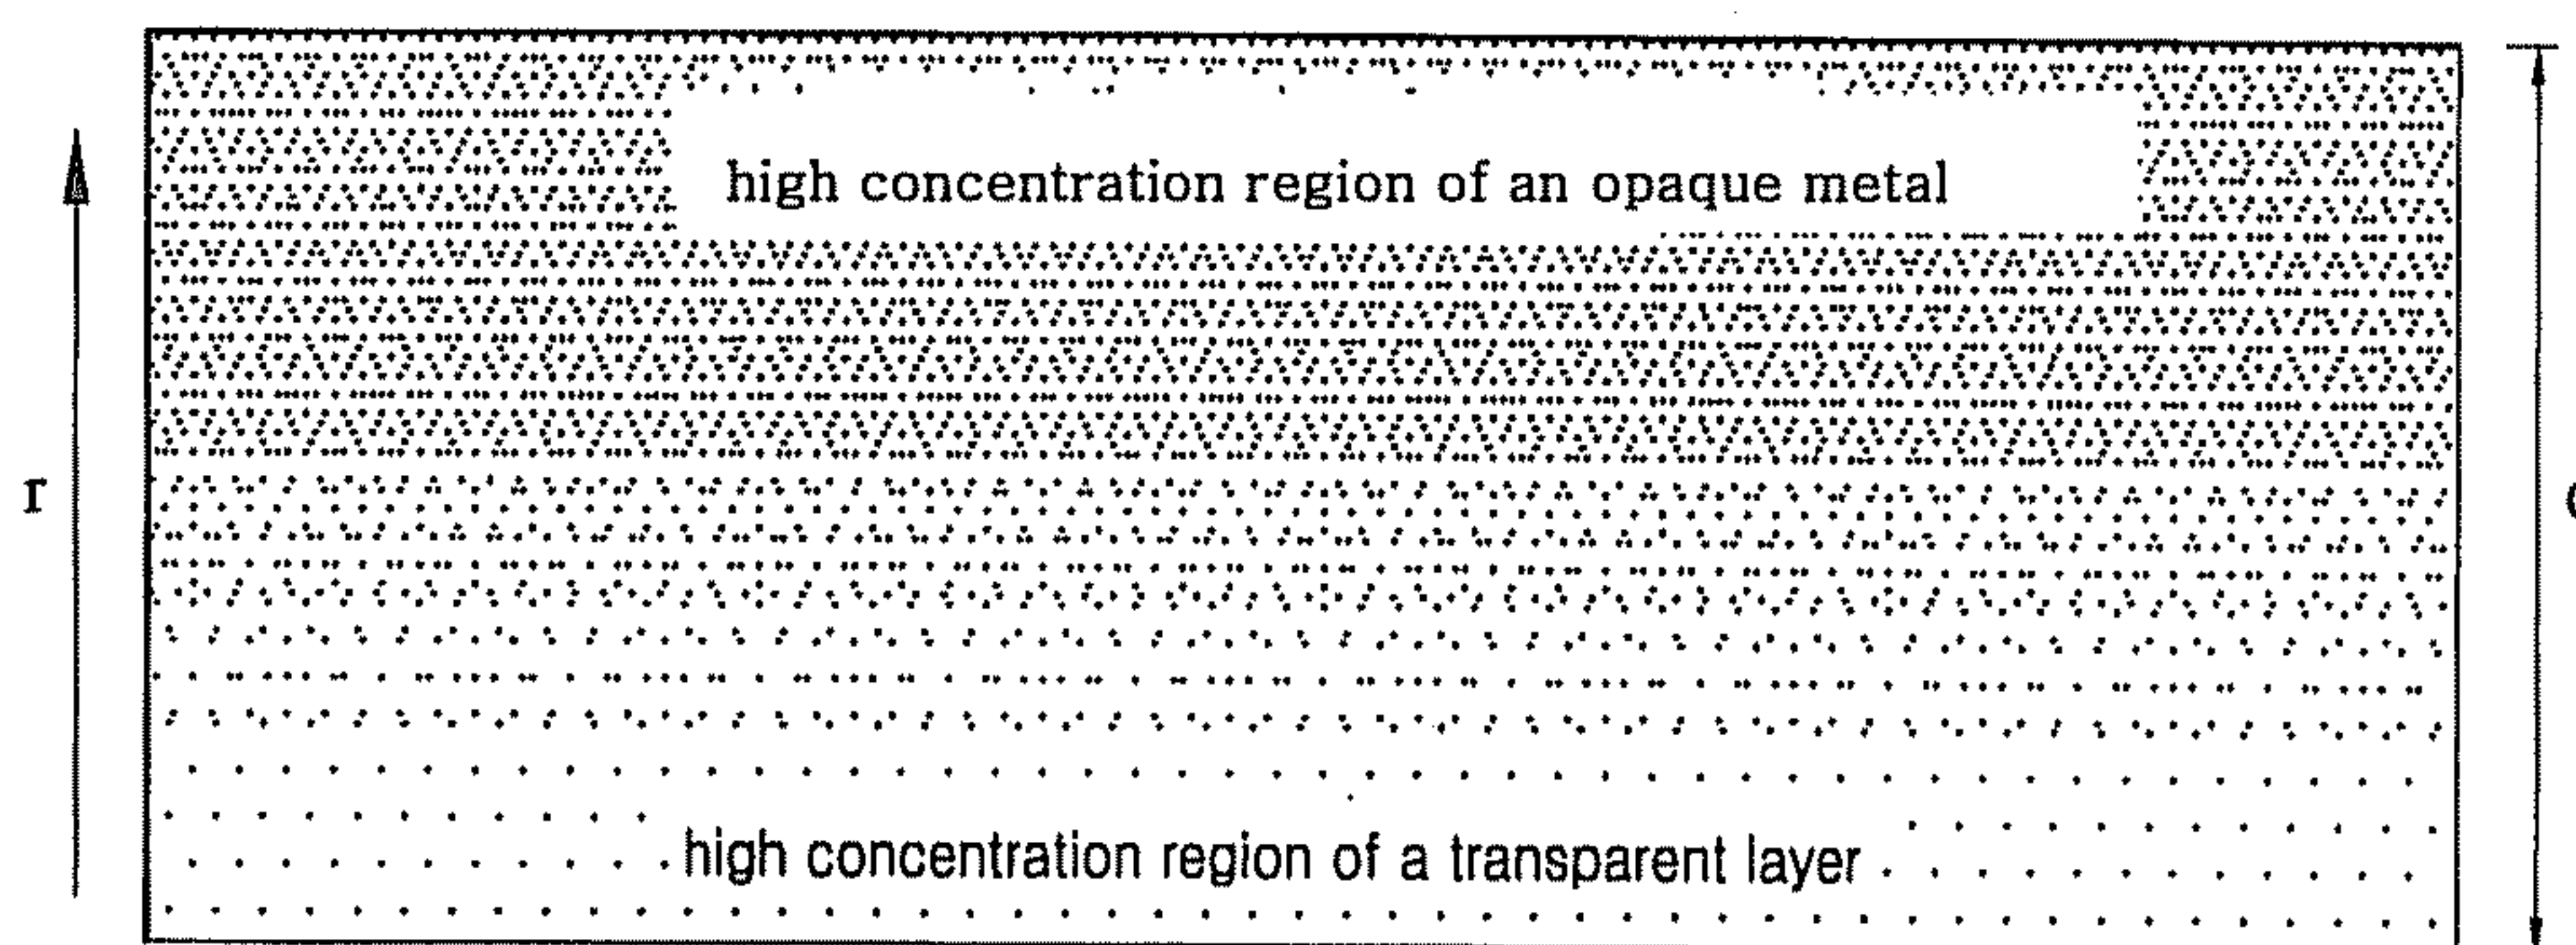 high concentration region of an opaque metal
r
high concentration region of a transparent layer